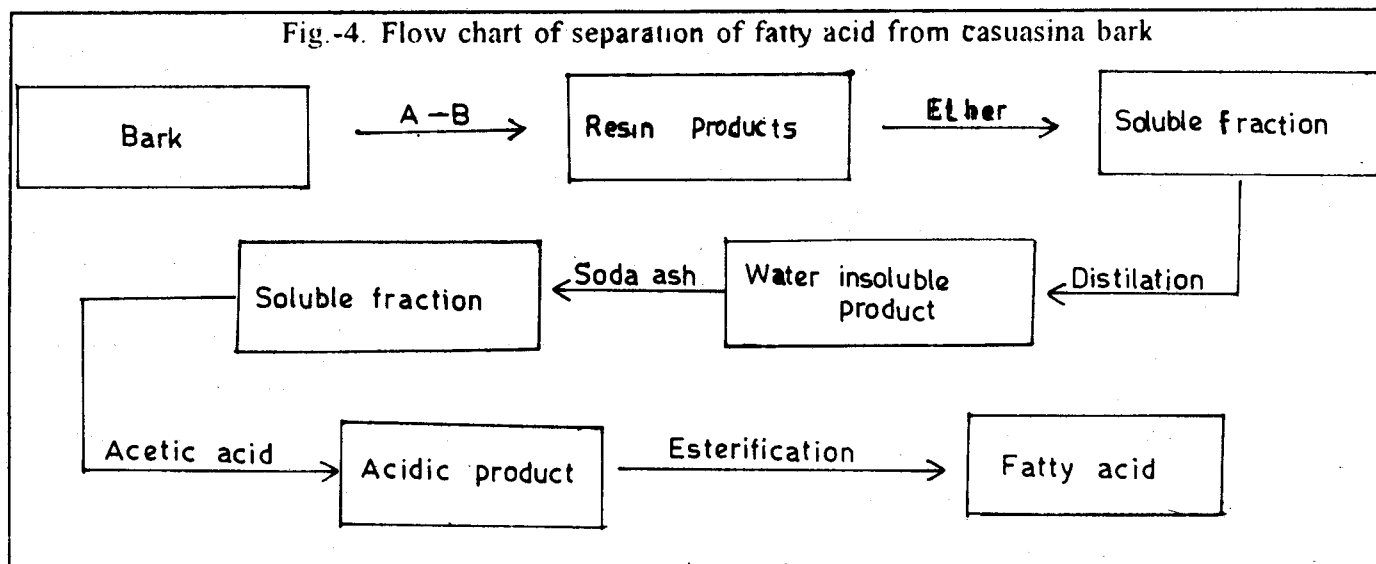 Fig.-4. Flow chart of separation of fatty acid from casuasina bark
Bark
A-B
Resin Products
Ether
Soluble fraction
Distilation
Water insoluble
product
Soda ash
Soluble fraction
Acetic acid
Acidic product
Esterification
Fatty acid